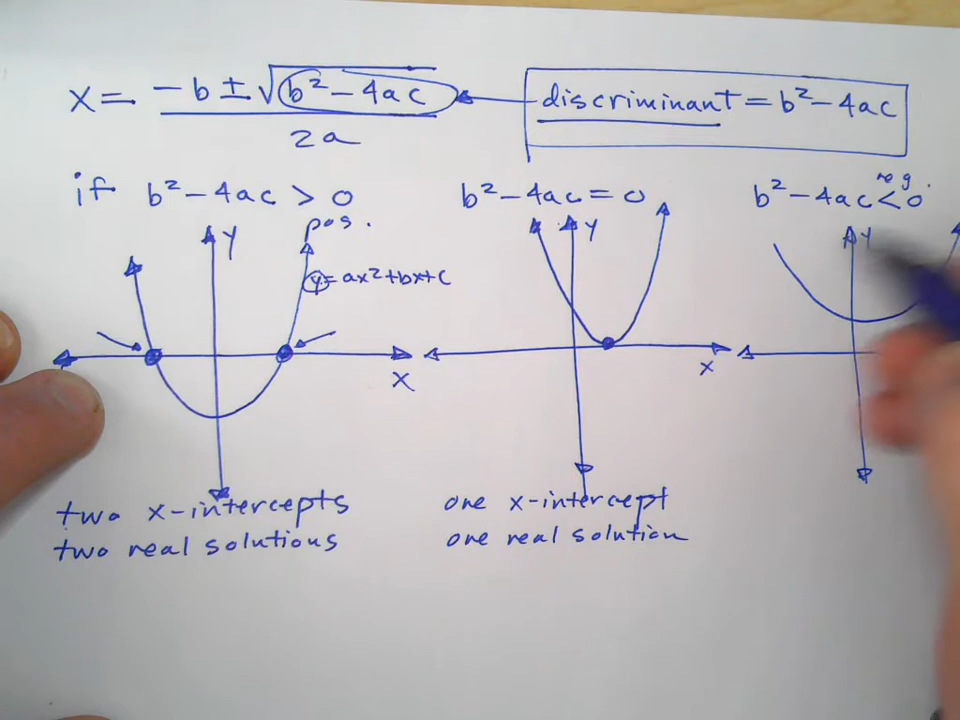 x = -b ± √b² - 4ac / 2a
discriminant = b² - 4ac
if b² - 4ac > 0
pos.
b² - 4ac = 0
b² - 4ac < 0
neg.
y
y = ax² + bx + c
x
y
x
y
two x-intercepts
two real solutions
one x-intercept
one real solution